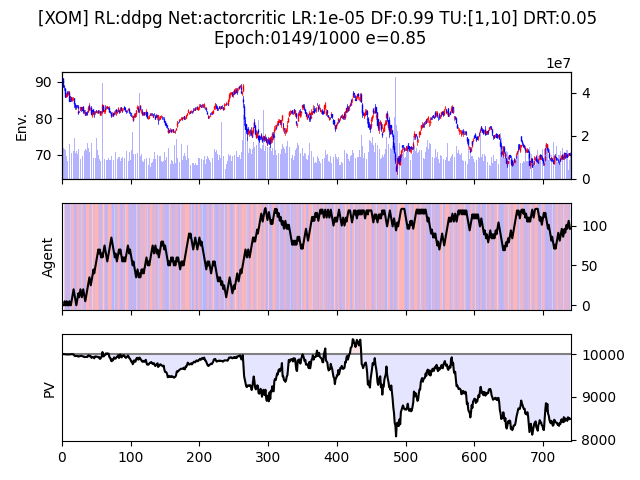 [XOM] RL:ddpg Net:actorcritic LR:1e-05 DF:0.99 TU:[1,10] DRT:0.05
Epoch:0149/1000 e=0.85
1e7
90
80
70
Env.
4
2
0
Agent
100
50
0
PV
10000
9000
8000
0 100 200 300 400 500 600 700